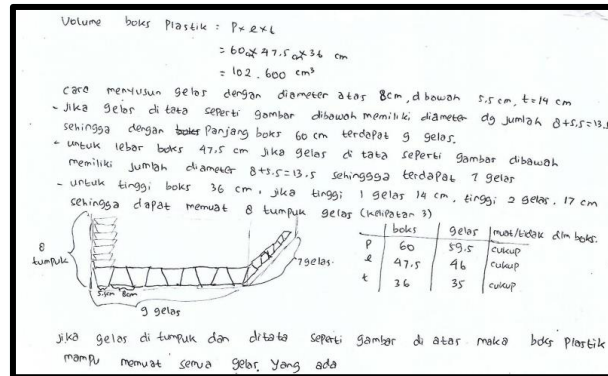 Volume boks Plastik : P x l x t
= 60 cm x 47.5 cm x 36 cm
= 102.600 cm³
cara menyusun gelas dengan diameter atas 8cm, d bawah 5.5 cm, t=14 cm
- Jika gelas di tata seperti gambar dibawah memiliki diameter dg jumlah 8+5,5=13,5
sehingga dengan boks Panjang boks 60 cm terdapat 9 gelas.
- untuk lebar boks 47,5 cm jika gelas di tata seperti gambar dibawah
memiliki jumlah diameter 8+5.5=13.5 sehingga terdapat 7 gelas
- untuk tinggi boks 36 cm, jika tinggi 1 gelas 14 cm, tinggi 2 gelas. 17 cm
sehingga dapat memuat 8 tumpuk gelas (kelipatan 3)
8
tumpuk
5.5cm 8cm
9 gelas
7 gelas.
boks gelas muat/tidak dlm boks.
P 60 59.5 cukup
l 47.5 46 cukup
t 36 35 cukup
jika gelas di tumpuk dan ditata seperti gambar di atas maka boks Plastik
mampu memuat semua gelas yang ada